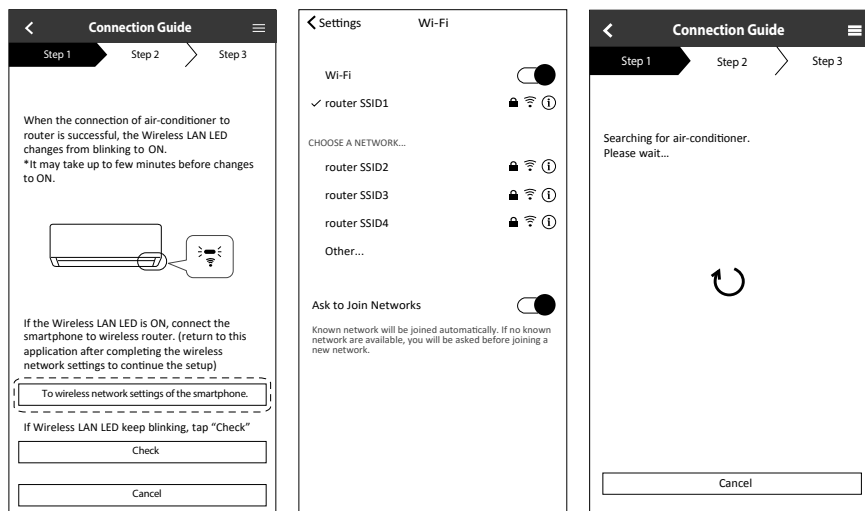 Connection Guide
Step 1
Step 2
Step 3
When the connection of air-conditioner to
router is successful, the Wireless LAN LED
changes from blinking to ON.
*It may take up to few minutes before changes
to ON.
If the Wireless LAN LED is ON, connect the
smartphone to wireless router. (return to this
application after completing the wireless
network settings to continue the setup)
To wireless network settings of the smartphone.
If Wireless LAN LED keep blinking, tap “Check”
Check
Cancel
Settings
Wi-Fi
Wi-Fi
router SSID1
CHOOSE A NETWORK...
router SSID2
router SSID3
router SSID4
Other...
Ask to Join Networks
Known network will be joined automatically. If no known
network are available, you will be asked before joining a
new network.
Connection Guide
Step 1
Step 2
Step 3
Searching for air-conditioner.
Please wait...
Cancel